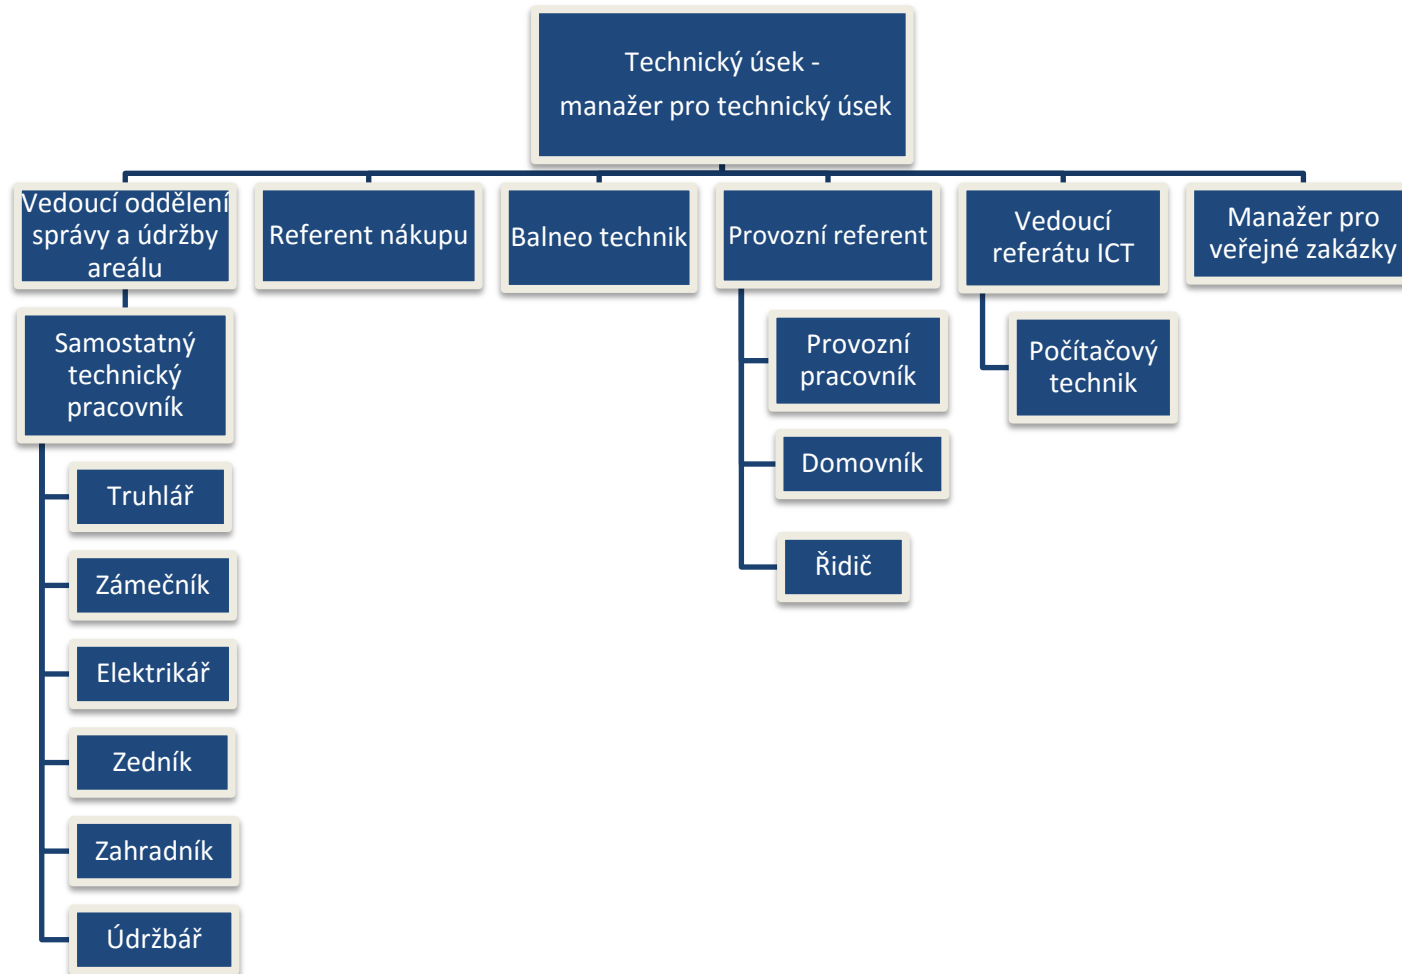 Technický úsek -
manažer pro technický úsek
Vedoucí oddělení
správy a údržby
areálu
Referent nákupu
Balneo technik
Provozní referent
Vedoucí
referátu ICT
Manažer pro
veřejné zakázky
Samostatný
technický
pracovník
Truhlář
Zámečník
Elektrikář
Zedník
Zahradník
Údržbář
Provozní
pracovník
Domovník
Řidič
Počítačový
technik